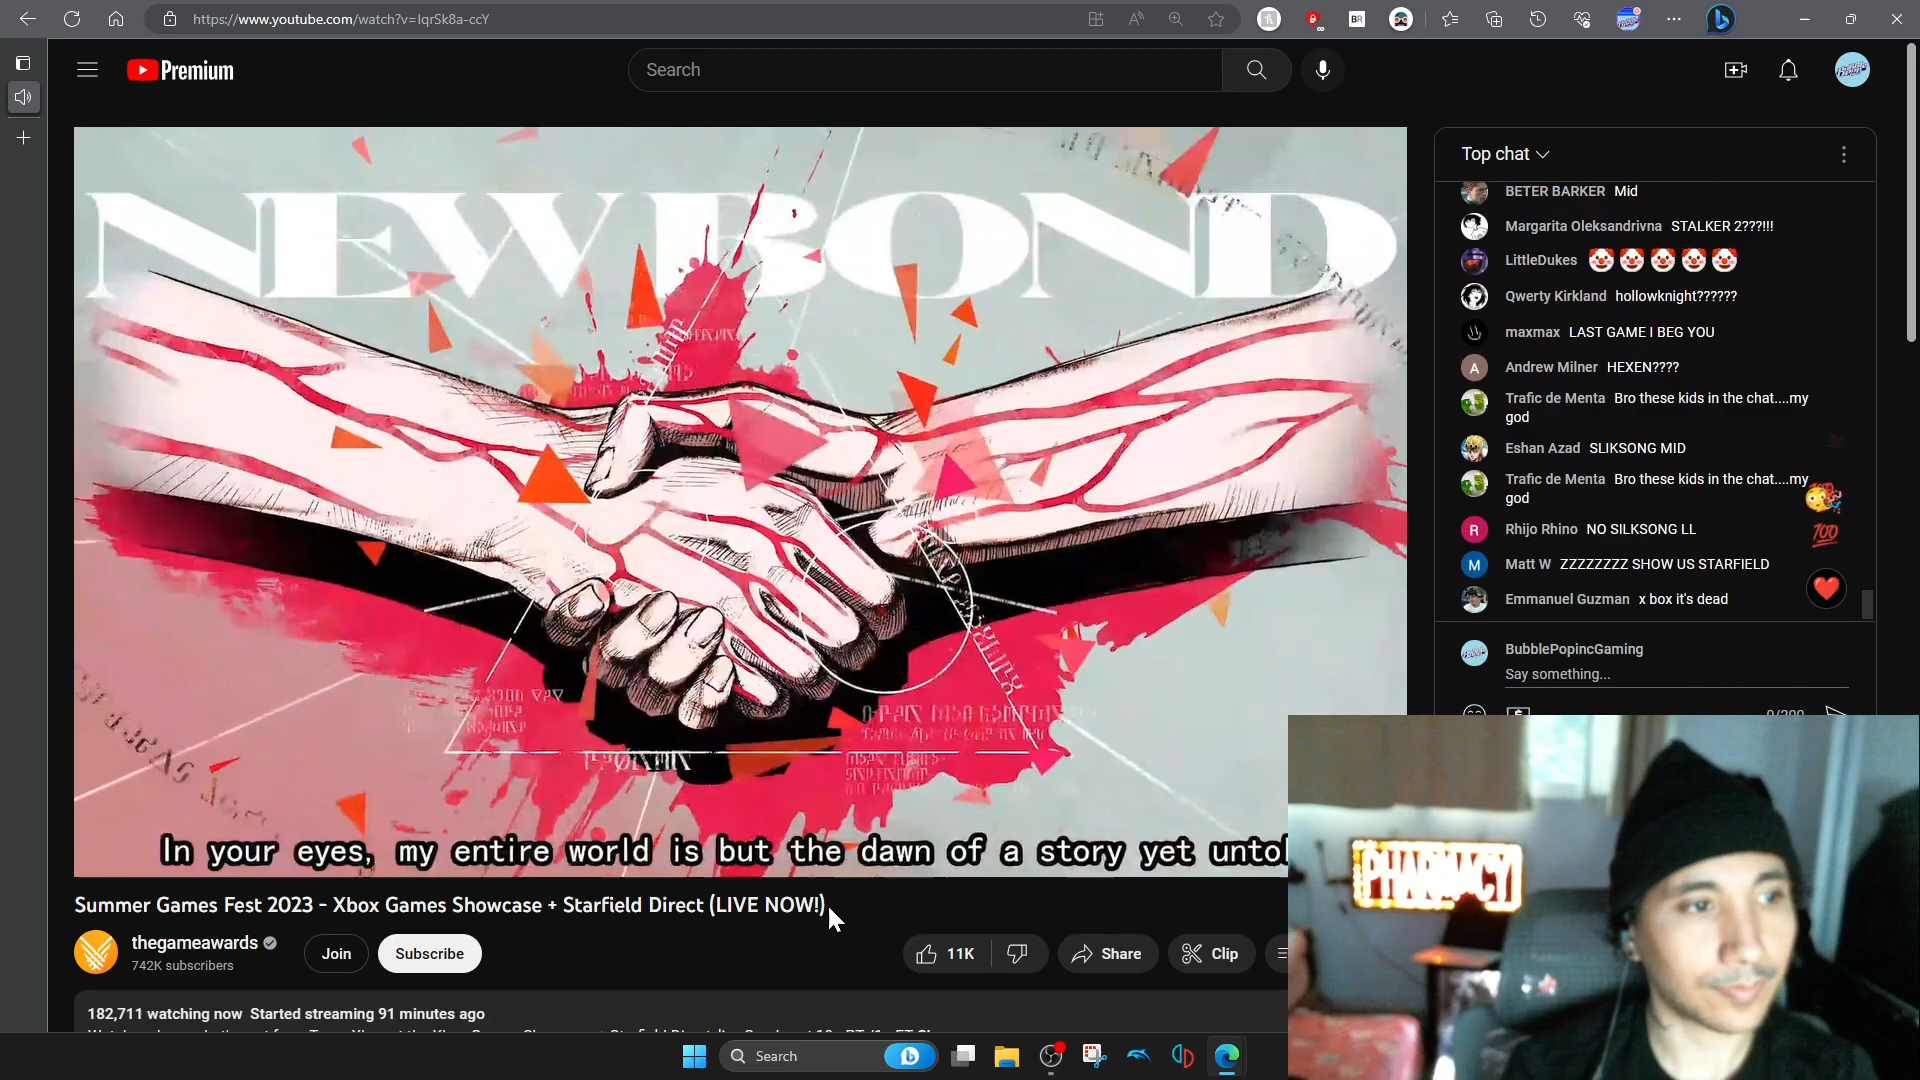 https://www.youtube.com/watch?v=lqrSk8a-ccY
Premium
Search
Top chat
NEW BOND
BETER BARKER Mid
Margarita Oleksandrivna STALKER 2???!!!
LittleDukes 🤡🤡🤡🤡🤡
Qwerty Kirkland hollowknight??????
maxmax LAST GAME I BEG YOU
Andrew Milner HEXEN????
Trafic de Menta Bro these kids in the chat....my
god
Eshan Azad SLIKSONG MID
Trafic de Menta Bro these kids in the chat....my
god
Rhijo Rhino NO SILKSONG LL
Matt W ZZZZZZZZ SHOW US STARFIELD
Emmanuel Guzman x box it's dead
BubblePopincGaming
Say something...
In your eyes, my entire world is but the dawn of a story yet
PHARMACY
Summer Games Fest 2023 - Xbox Games Showcase + Starfield Direct (LIVE NOW!)
thegameawards
742K subscribers
Join
Subscribe
11K
Share
Clip
182,711 watching now Started streaming 91 minutes ago
Search